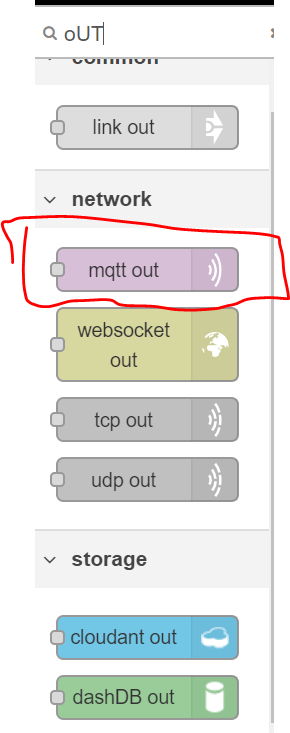 oUT
common
link out
network
mqtt out
websocket
out
tcp out
udp out
storage
cloudant out
dashDB out